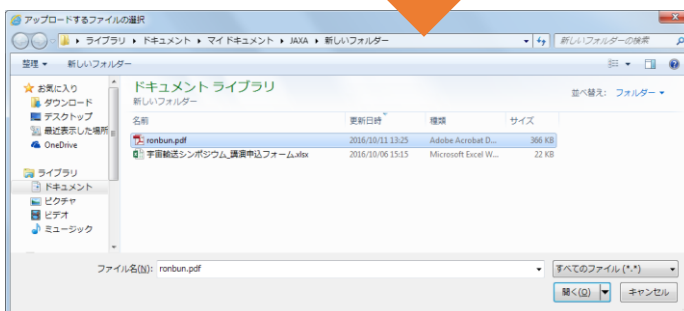 アップロードするファイルの選択
ライブラリ ▸ ドキュメント ▸ マイ ドキュメント ▸ JAXA ▸ 新しいフォルダー
新しいフォルダーの検索
整理 ▼ 新しいフォルダー
お気に入り
ダウンロード
デスクトップ
最近表示した場所
OneDrive
ライブラリ
ドキュメント
ピクチャ
ビデオ
ミュージック
ドキュメント ライブラリ
新しいフォルダー
並べ替え: フォルダー ▼
名前 更新日時 種類 サイズ
ronbun.pdf 2016/10/11 13:25 Adobe Acrobat D... 366 KB
宇宙輸送シンポジウム_講演申込フォーム.xlsx 2016/10/06 15:15 Microsoft Excel W... 22 KB
ファイル名(N): ronbun.pdf
すべてのファイル (*.*)
開く(O) キャンセル